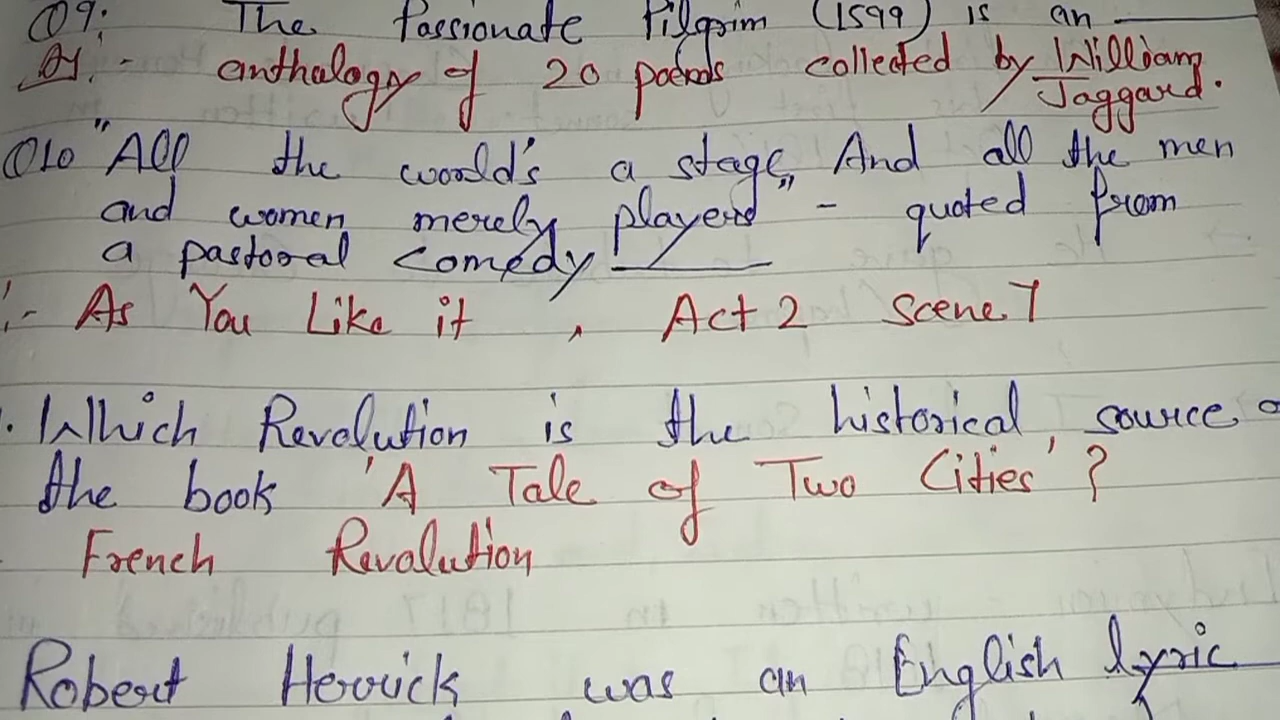 Q9: The Passionate Pilgrim (1599) is an ———
Ans:- anthology of 20 poems collected by William
Jaggard.
Q10 "All the world's a stage, And all the men
and women merely players" - quoted from
a pastoral comedy ———
:- As You Like it, Act 2 Scene 7
. Which Revolution is the historical source o
the book 'A Tale of Two Cities'?
French Revolution
Robert Herrick was an English lyric